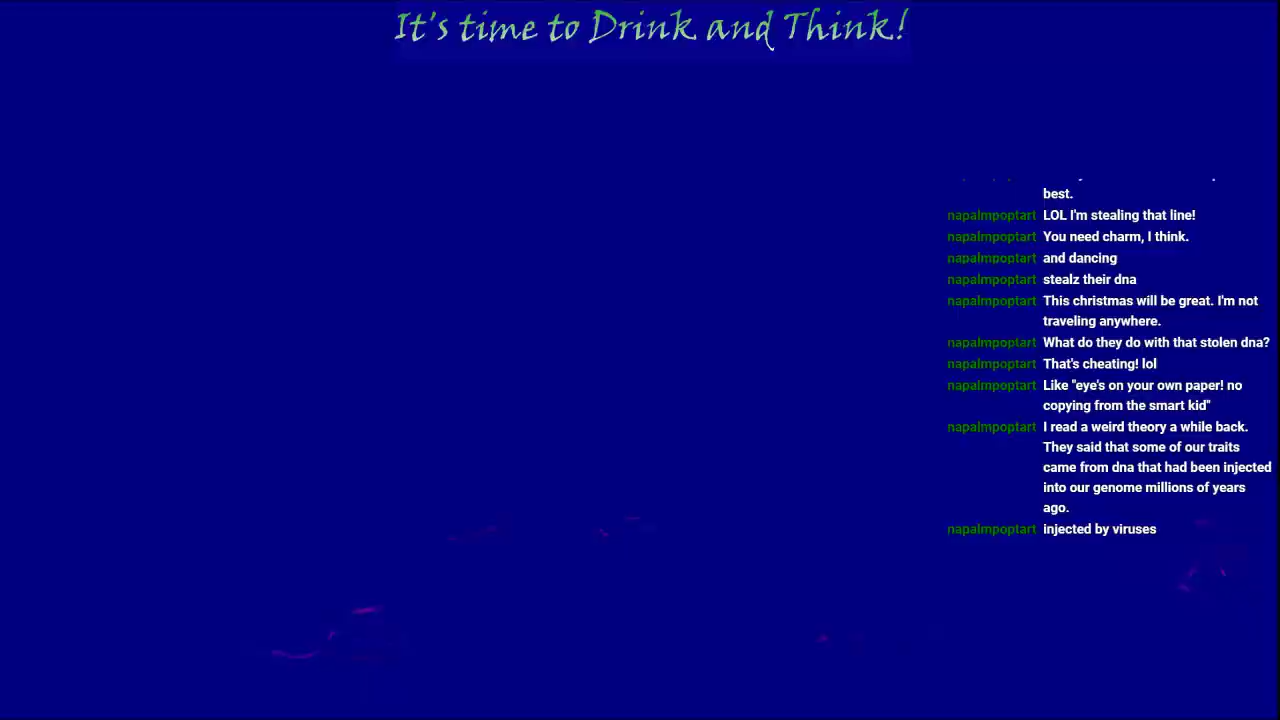 It's time to Drink and Think!
best.
napalmpoptart LOL I'm stealing that line!
napalmpoptart You need charm, I think.
napalmpoptart and dancing
napalmpoptart stealz their dna
napalmpoptart This christmas will be great. I'm not
traveling anywhere.
napalmpoptart What do they do with that stolen dna?
napalmpoptart That's cheating! lol
napalmpoptart Like "eye's on your own paper! no
copying from the smart kid"
napalmpoptart I read a weird theory a while back.
They said that some of our traits
came from dna that had been injected
into our genome millions of years
ago.
napalmpoptart injected by viruses